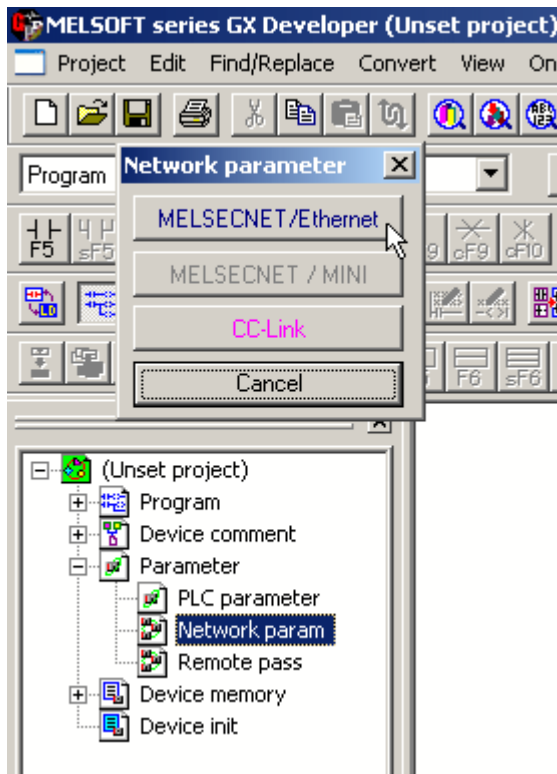 MELSOFT series GX Developer (Unset project)
Project Edit Find/Replace Convert View On
Program
Network parameter
MELSECNET/Ethernet
MELSECNET / MINI
CC-Link
Cancel
F5 sF5 9 cF9 cF10
F6 sF6
(Unset project)
Program
Device comment
Parameter
PLC parameter
Network param
Remote pass
Device memory
Device init